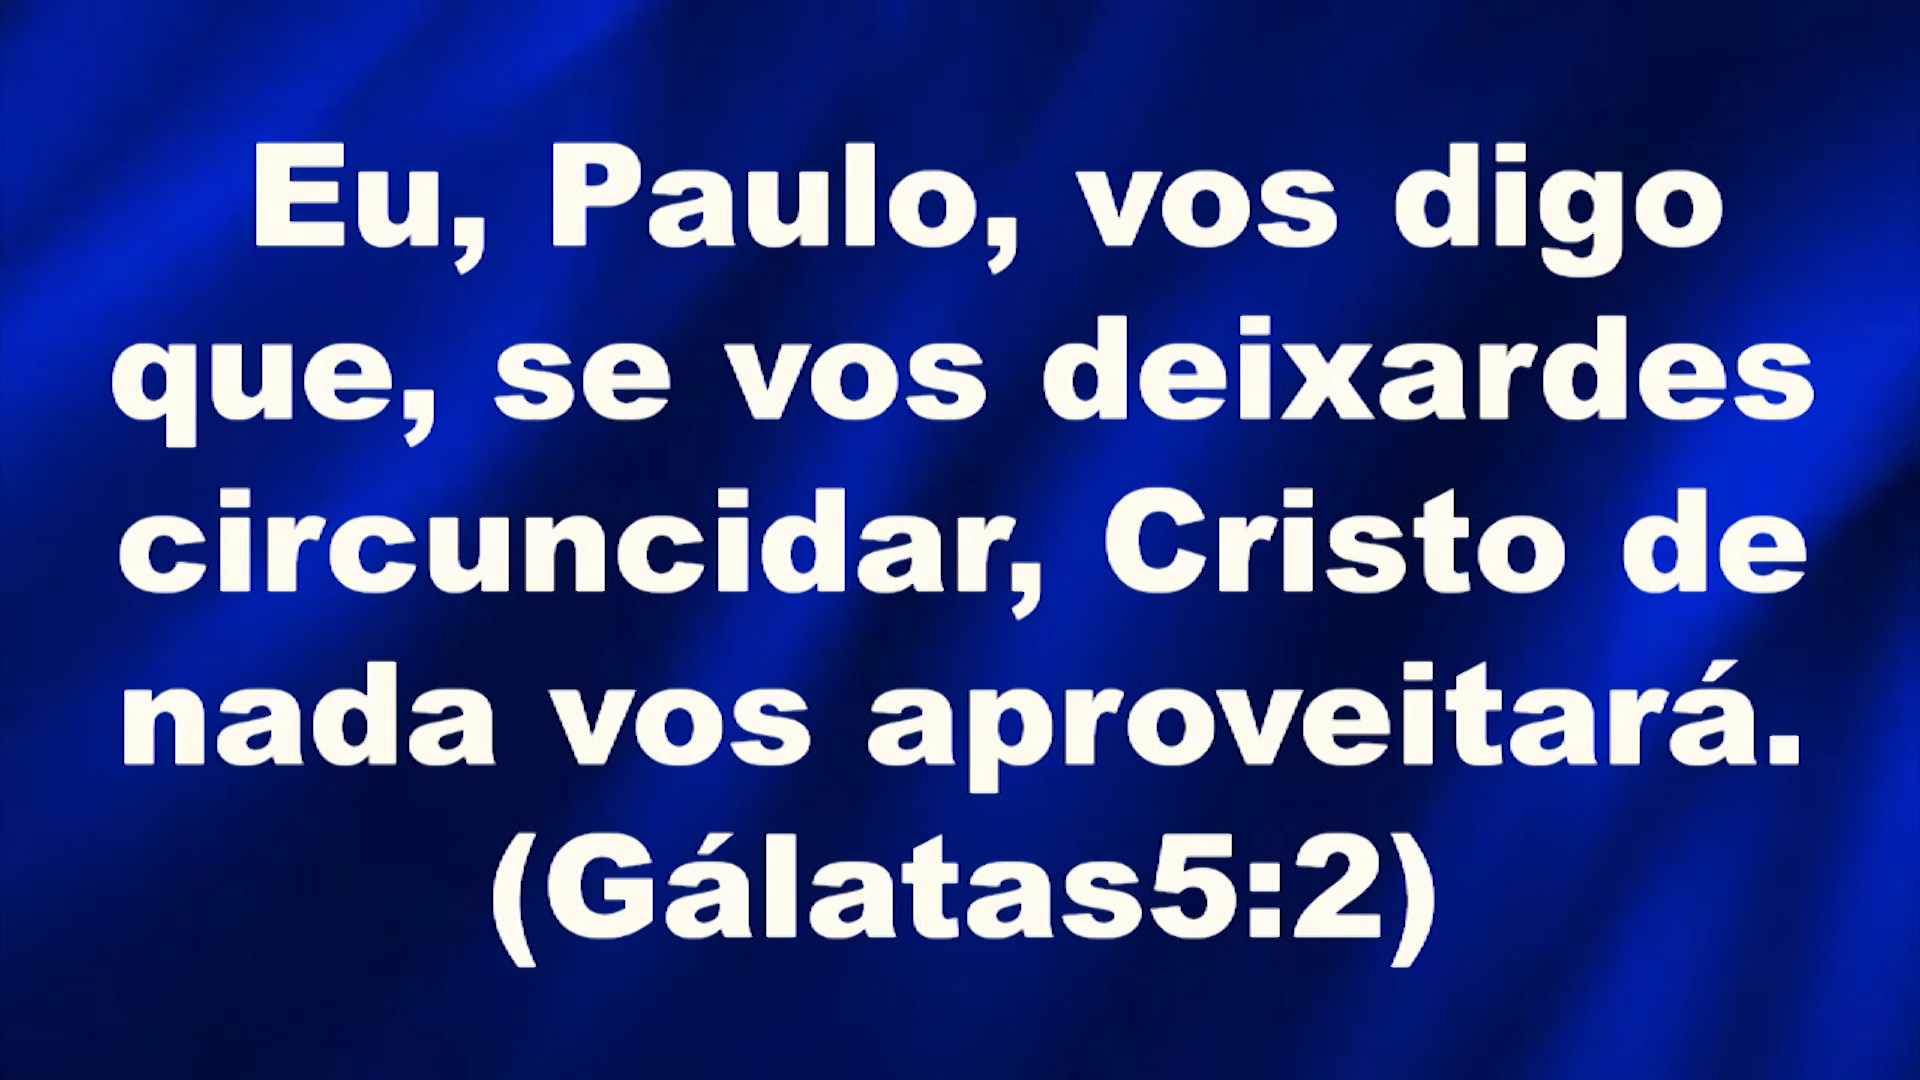 Eu, Paulo, vos digo
que, se vos deixardes
circuncidar, Cristo de
nada vos aproveitará.
(Gálatas5:2)